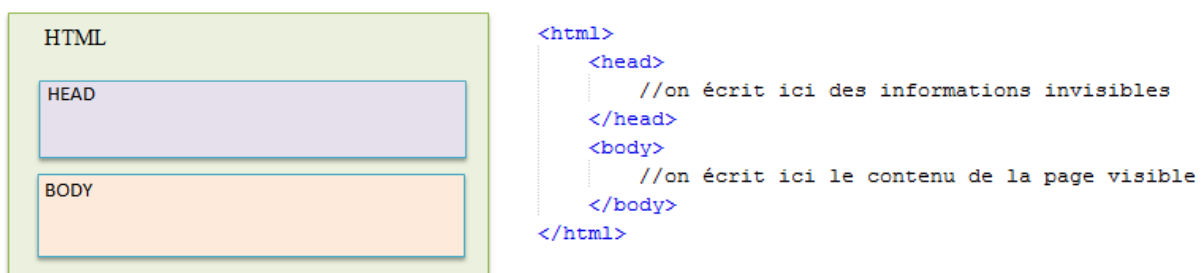 HTML
HEAD
BODY
<html>
<head>
//on écrit ici des informations invisibles
</head>
<body>
//on écrit ici le contenu de la page visible
</body>
</html>